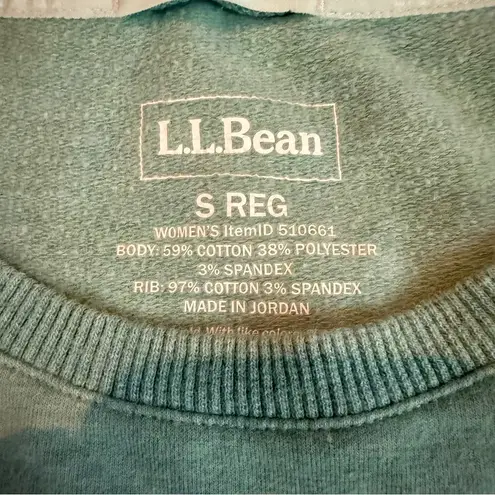 L.L.Bean
S REG
WOMEN'S ItemID 510661
BODY: 59% COTTON 38% POLYESTER
3% SPANDEX
RIB: 97% COTTON 3% SPANDEX
MADE IN JORDAN
With like colors